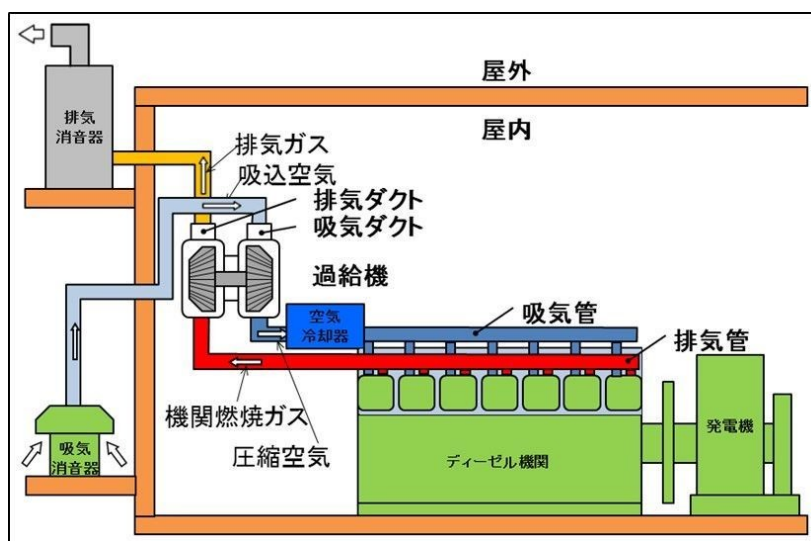 屋外
排気
消音器
屋内
排気ガス
吸込空気
排気ダクト
吸気ダクト
過給機
空気
冷却器
吸気管
排気管
機関燃焼ガス
圧縮空気
吸気
消音器
ディーゼル機関
発電機